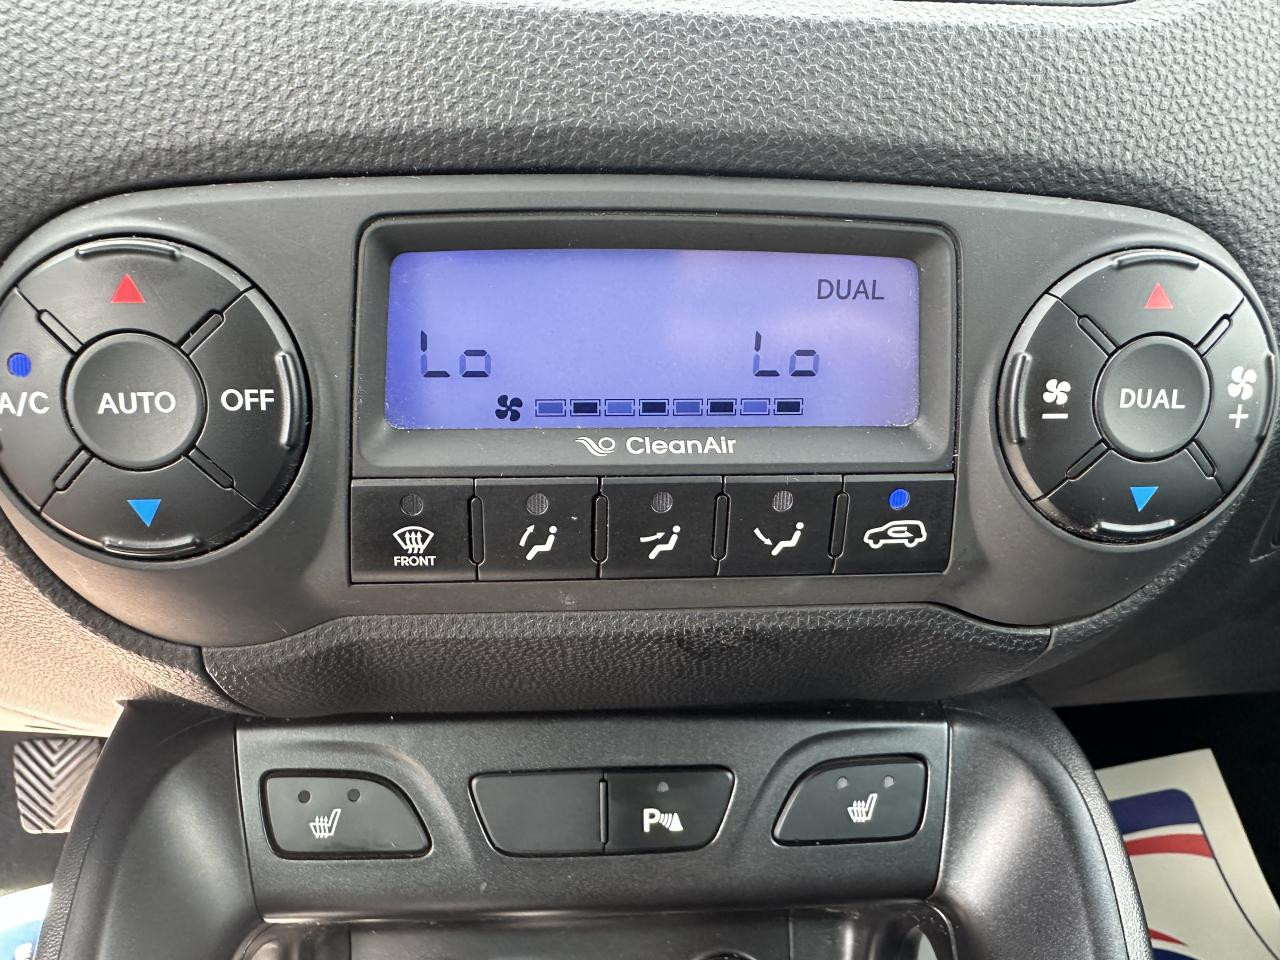 DUAL
Lo Lo
CleanAir
A/C AUTO OFF
DUAL
FRONT
P